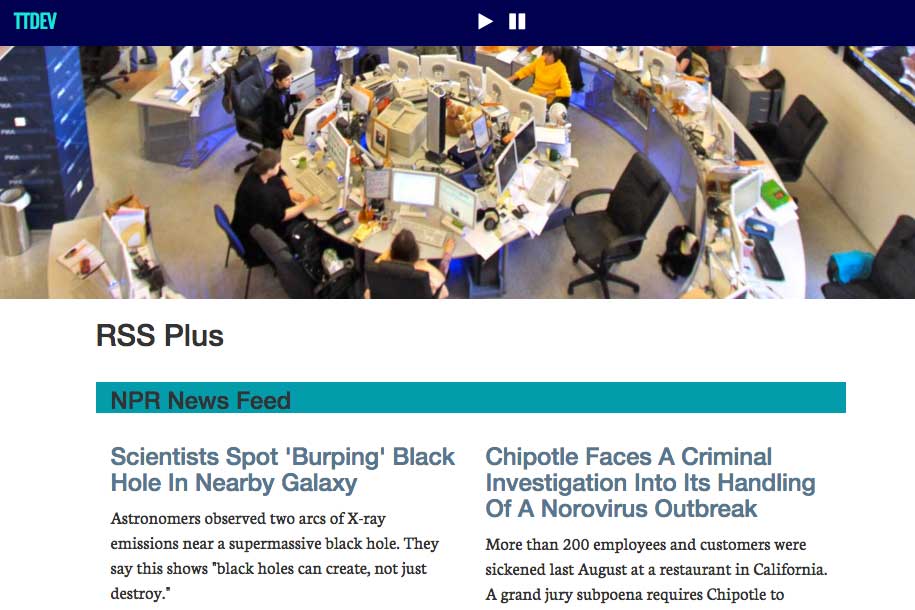 TTDEV
RSS Plus
NPR News Feed
Scientists Spot 'Burping' Black
Hole In Nearby Galaxy
Astronomers observed two arcs of X-ray
emissions near a supermassive black hole. They
say this shows "black holes can create, not just
destroy."
Chipotle Faces A Criminal
Investigation Into Its Handling
Of A Norovirus Outbreak
More than 200 employees and customers were
sickened last August at a restaurant in California.
A grand jury subpoena requires Chipotle to